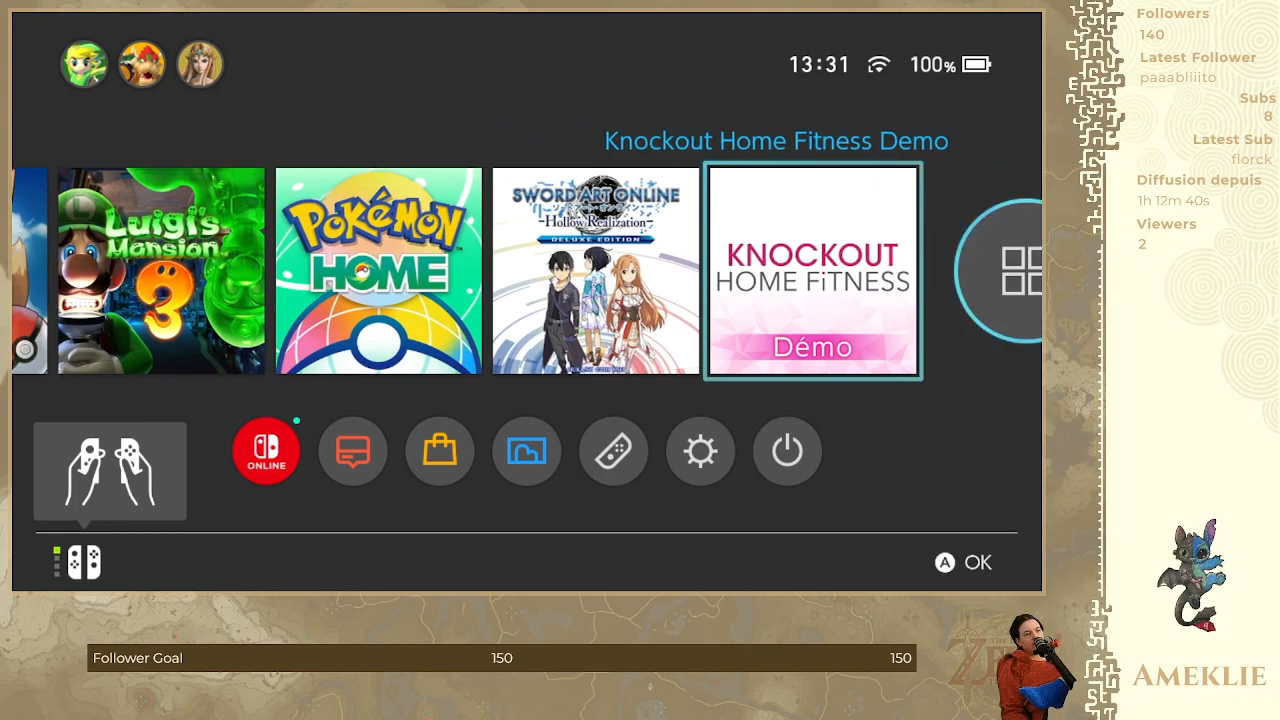 13:31
100%
Knockout Home Fitness Demo
Luigi's
Mansion
3
POKÉMON
HOME
SWORD ART ONLINE
-Hollow Realization-
DELUXE EDITION
KNOCKOUT
HOME FiTNESS
Démo
ONLINE
A OK
Follower Goal 150 150
Followers
140
Latest Follower
paaabliiito
Subs
8
Latest Sub
florck
Diffusion depuis
1h 12m 40s
Viewers
2
AMEKLIE